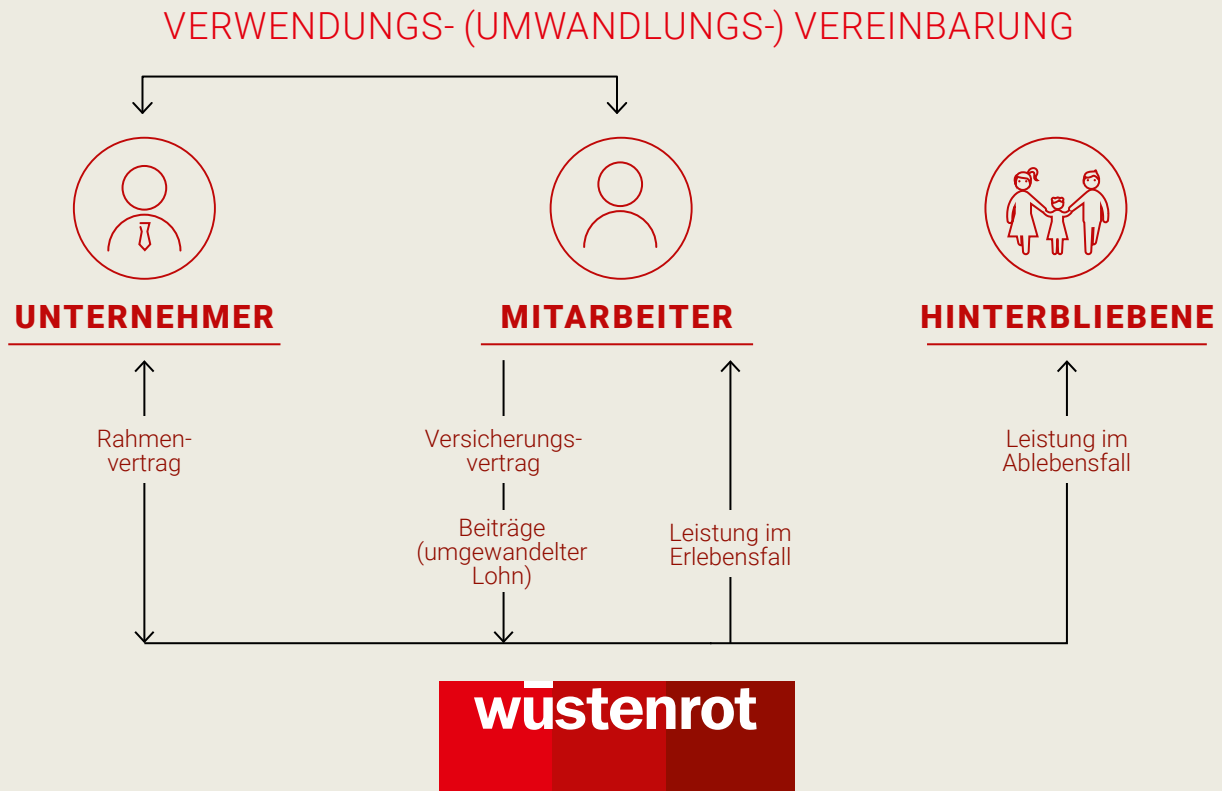 VERWENDUNGS- (UMWANDLUNGS-) VEREINBARUNG
UNTERNEHMER
MITARBEITER
HINTERBLIEBENE
Rahmen-
vertrag
Versicherungs-
vertrag
Beiträge
(umgewandelter
Lohn)
Leistung im
Erlebensfall
Leistung im
Ablebensfall
wüstenrot